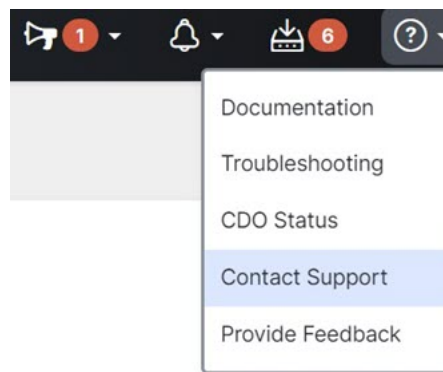 1
6
?
Documentation
Troubleshooting
CDO Status
Contact Support
Provide Feedback